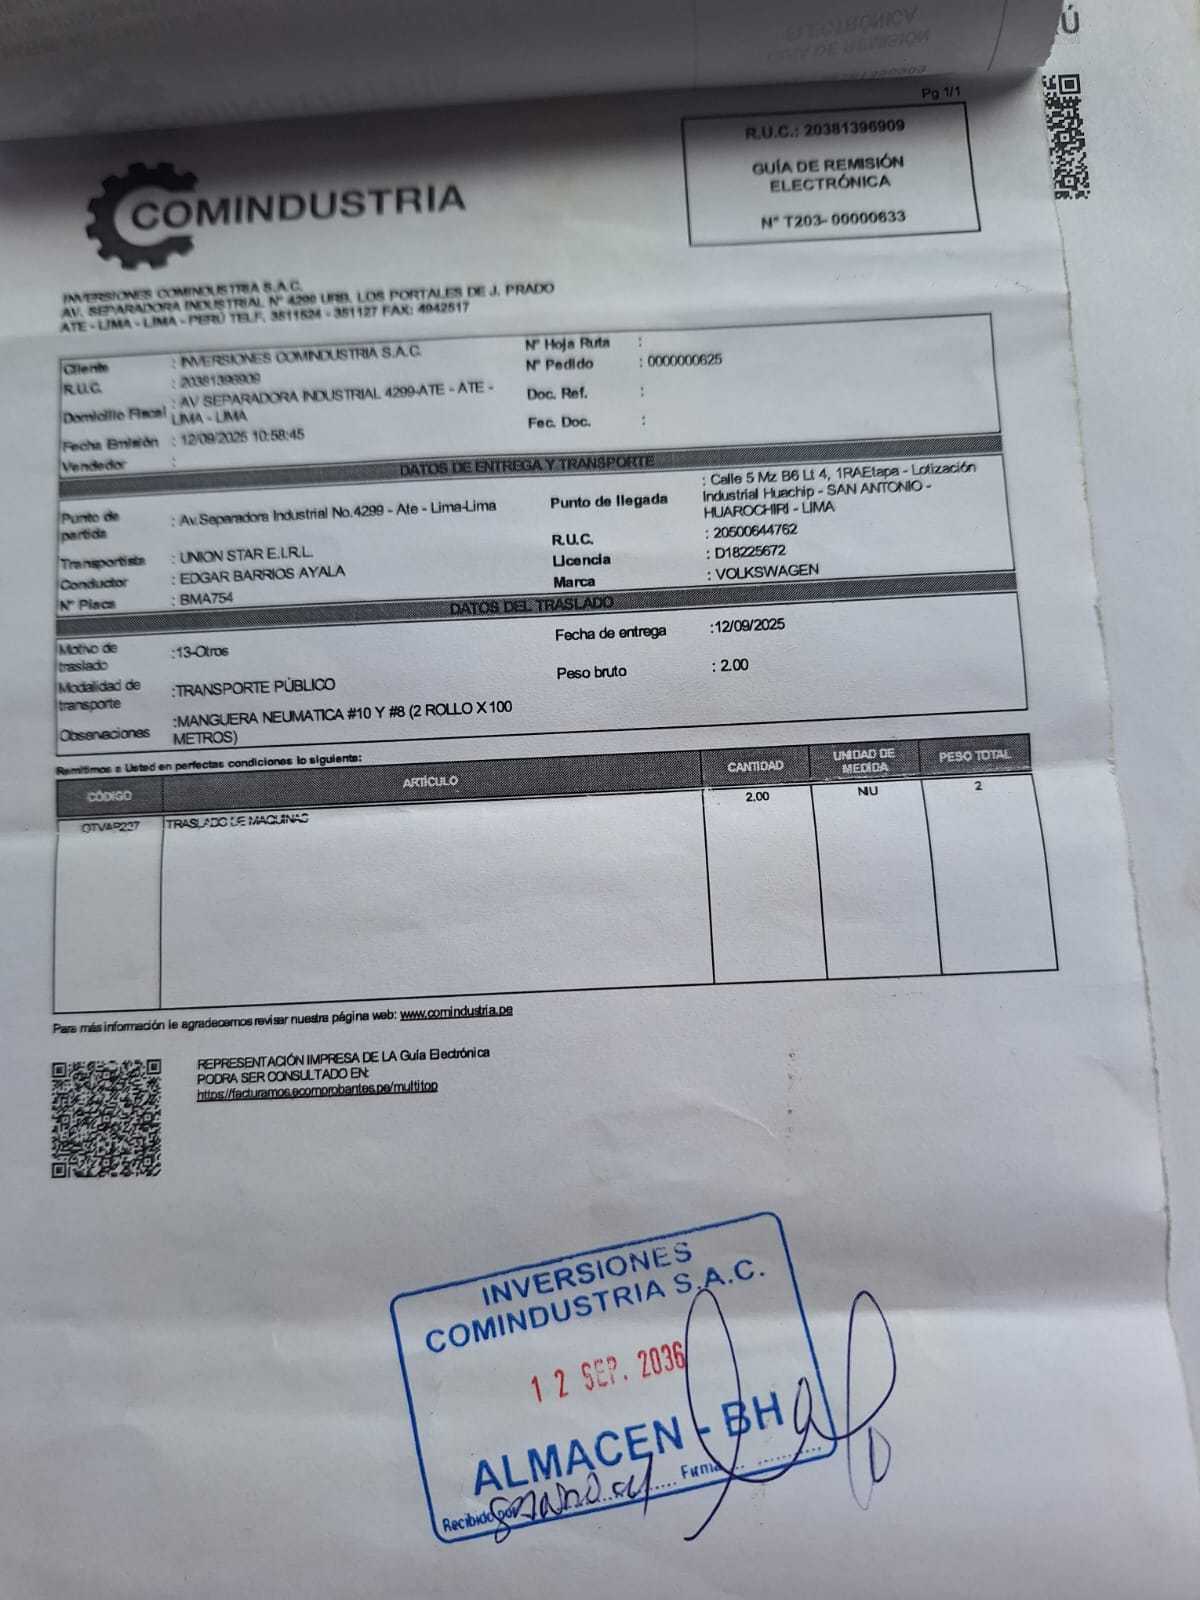 Pg 1/1
R.U.C.: 20381396909
GUÍA DE REMISIÓN
ELECTRÓNICA
N° T203- 00000633
COMINDUSTRIA
INVERSIONES COMINDUSTRIA S.A.C.
AV. SEPARADORA INDUSTRIAL N° 4299 URB. LOS PORTALES DE J. PRADO
ATE - LIMA - LIMA - PERÚ TELF. 3511524 - 351127 FAX: 4942517
Cliente : INVERSIONES COMINDUSTRIA S.A.C.
R.U.C. : 20381396909
Domicilio Fiscal : AV SEPARADORA INDUSTRIAL 4299-ATE - ATE -
LIMA - LIMA
Fecha Emisión : 12/09/2025 10:58:45
Vendedor :
N° Hoja Ruta :
N° Pedido : 0000000625
Doc. Ref. :
Fec. Doc. :
DATOS DE ENTREGA Y TRANSPORTE
Punto de
partida : Av.Separadora Industrial No.4299 - Ate - Lima-Lima
Transportista : UNION STAR E.I.R.L.
Conductor : EDGAR BARRIOS AYALA
N° Placa : BMA754
Punto de llegada : Calle 5 Mz B6 Lt 4, 1RAEtapa - Lotización
Industrial Huachip - SAN ANTONIO -
HUAROCHIRI - LIMA
R.U.C. : 20500644762
Licencia : D18225672
Marca : VOLKSWAGEN
DATOS DEL TRASLADO
Motivo de
traslado :13-Otros
Modalidad de
transporte :TRANSPORTE PÚBLICO
Observaciones :MANGUERA NEUMATICA #10 Y #8 (2 ROLLO X 100
METROS)
Fecha de entrega :12/09/2025
Peso bruto : 2.00
Remitimos a Usted en perfectas condiciones lo siguiente:
CÓDIGO ARTÍCULO CANTIDAD UNIDAD DE MEDIDA PESO TOTAL
OTVAP237 TRASLADO DE MAQUINAS 2.00 NIU 2
Para más información le agradecemos revisar nuestra página web: www.comindustria.pe
REPRESENTACIÓN IMPRESA DE LA Guía Electrónica
PODRA SER CONSULTADO EN:
https://facturamos.ecomprobantes.pe/multitop
INVERSIONES
COMINDUSTRIA S.A.C.
12 SEP. 2036
ALMACEN - BH
Recibido por Firma
ELECTRÓNICA
GUÍA DE REMISIÓN